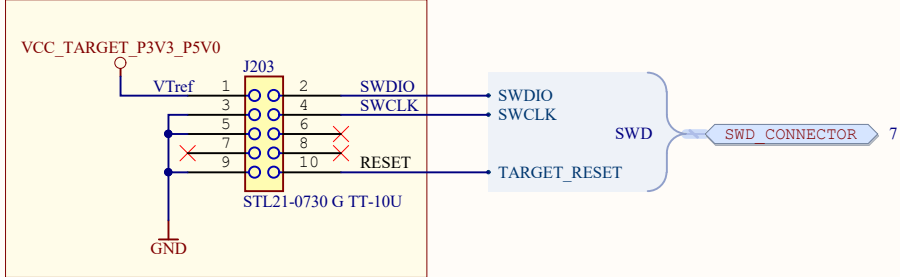 VCC_TARGET_P3V3_P5V0
J203
VTref 1 2 SWDIO SWDIO
3 4 SWCLK SWCLK
5 6 SWD SWD_CONNECTOR 7
7 8
9 10 RESET TARGET_RESET
STL21-0730 G TT-10U
GND